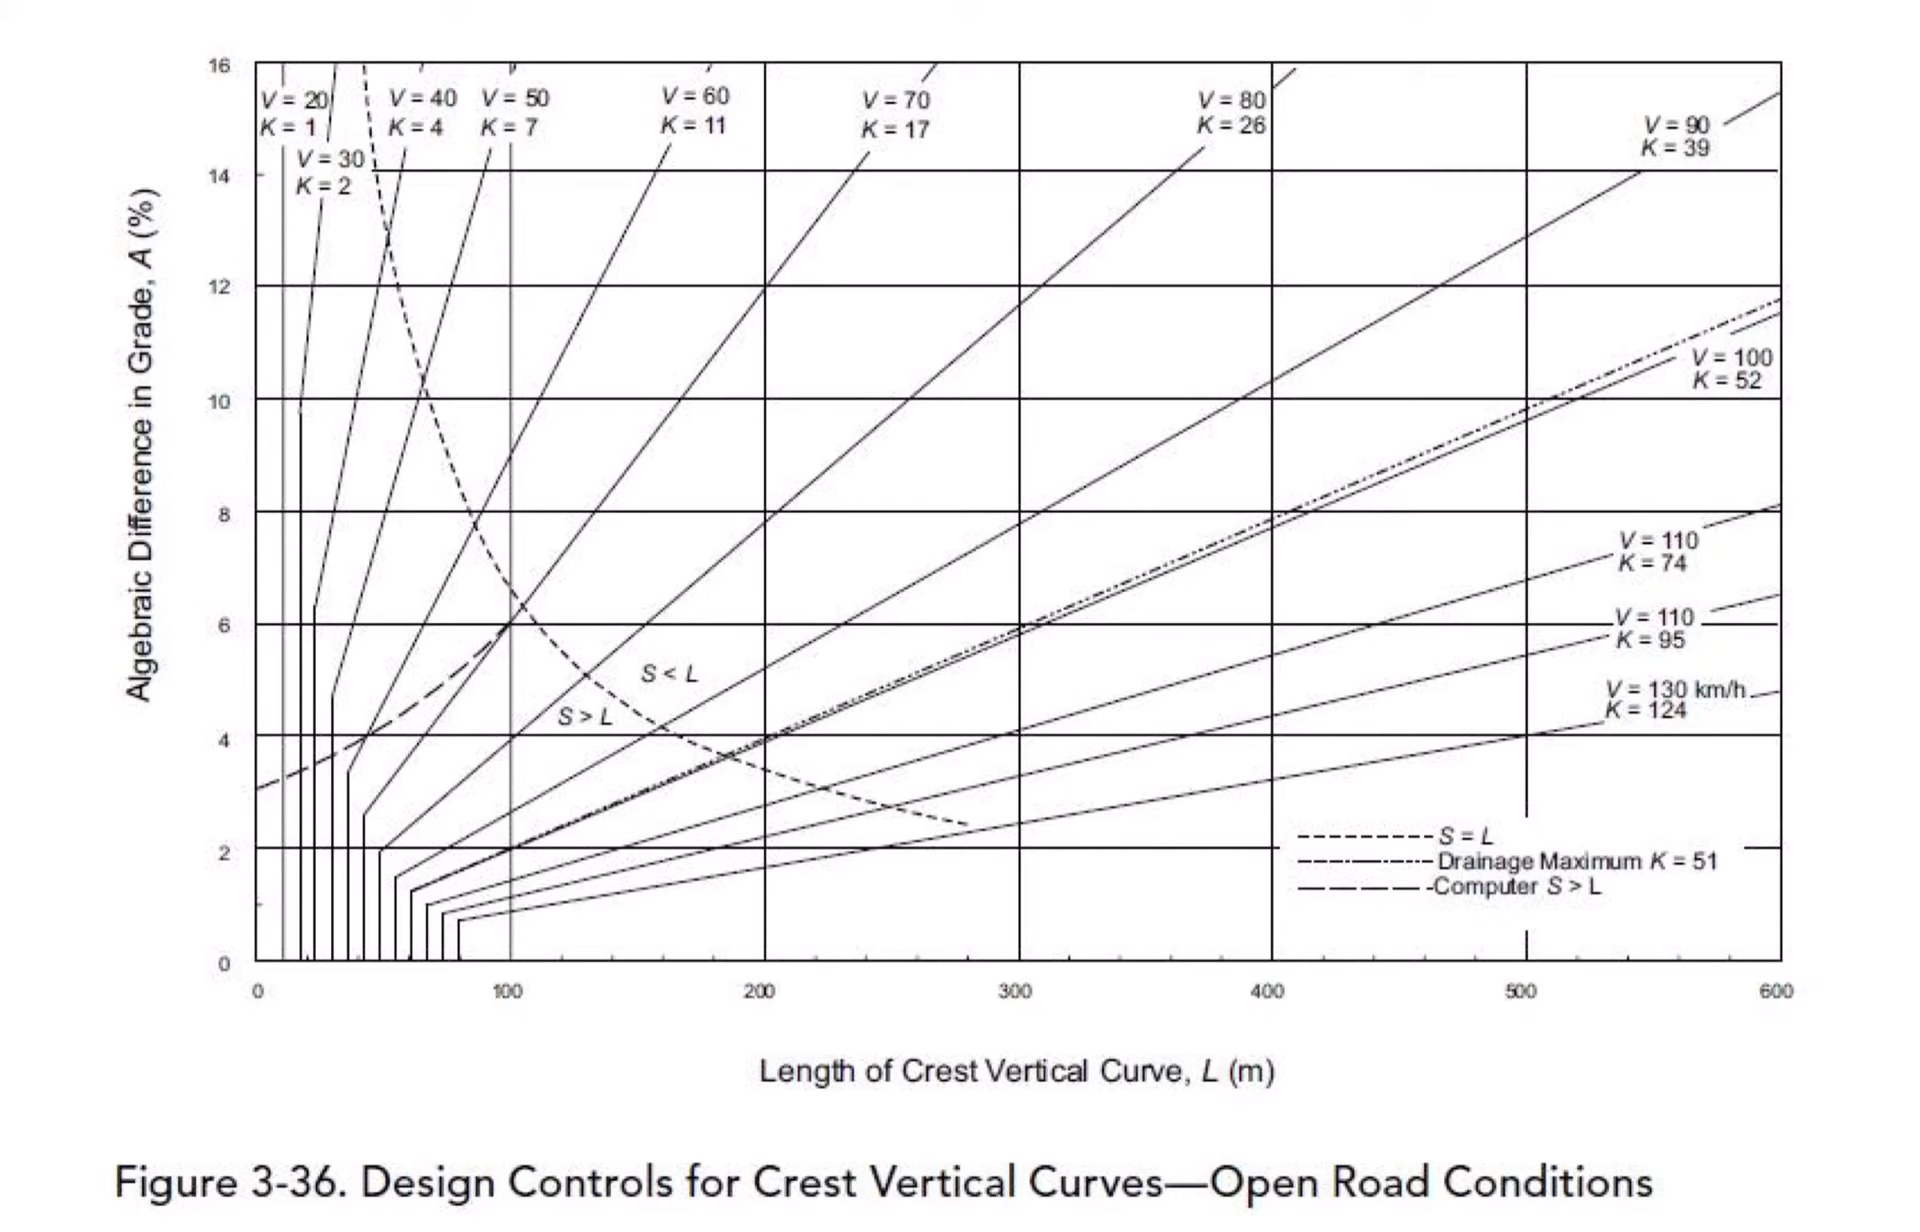 16
V = 20
K = 1
V = 40
K = 4
V = 50
K = 7
V = 60
K = 11
V = 70
K = 17
V = 80
K = 26
V = 90
K = 39
V = 30
K = 2
14
12
10
V = 100
K = 52
8
V = 110
K = 74
6
V = 110
K = 95
S < L
V = 130 km/h
K = 124
S > L
4
2
S = L
Drainage Maximum K = 51
Computer S > L
0
Algebraic Difference in Grade, A (%)
0 100 200 300 400 500 600
Length of Crest Vertical Curve, L (m)
Figure 3-36. Design Controls for Crest Vertical Curves—Open Road Conditions